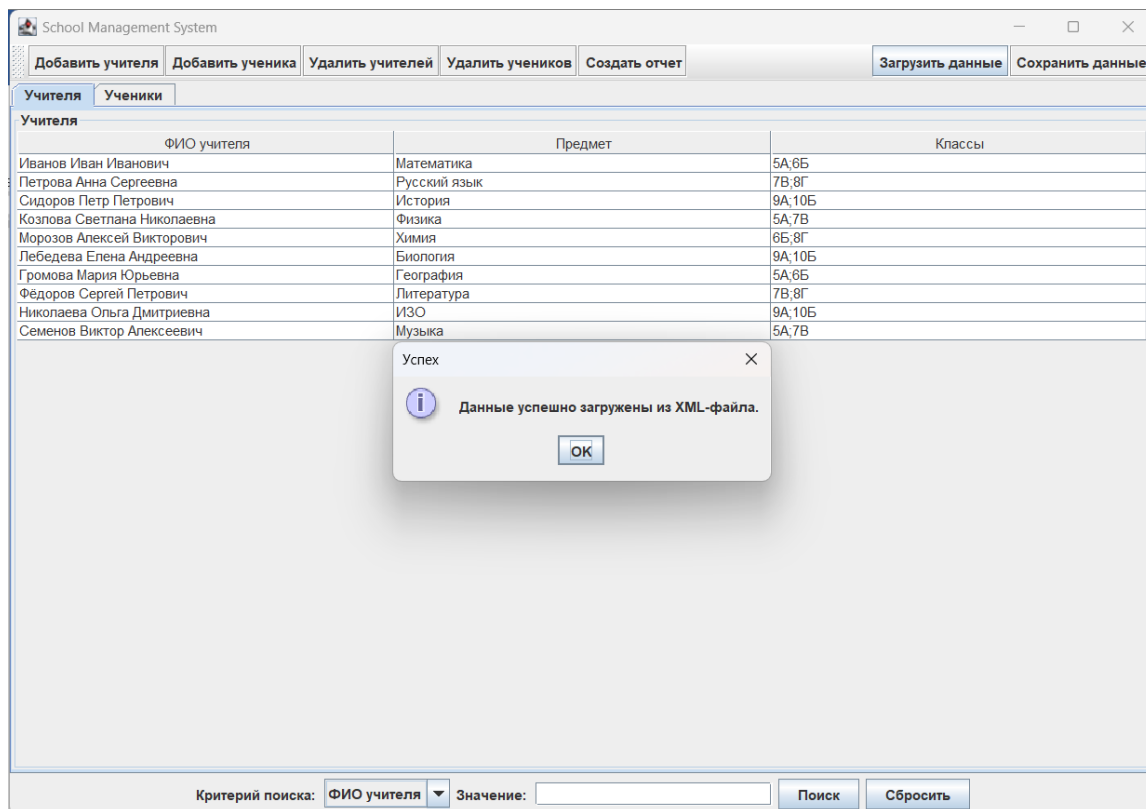 School Management System
Добавить учителя Добавить ученика Удалить учителей Удалить учеников Создать отчет Загрузить данные Сохранить данные
Учителя Ученики
Учителя
ФИО учителя Предмет Классы
Иванов Иван Иванович Математика 5А;6Б
Петрова Анна Сергеевна Русский язык 7В;8Г
Сидоров Петр Петрович История 9А;10Б
Козлова Светлана Николаевна Физика 5А;7В
Морозов Алексей Викторович Химия 6Б;8Г
Лебедева Елена Андреевна Биология 9А;10Б
Громова Мария Юрьевна География 5А;6Б
Фёдоров Сергей Петрович Литература 7В;8Г
Николаева Ольга Дмитриевна ИЗО 9А;10Б
Семенов Виктор Алексеевич Музыка 5А;7В
Успех
Данные успешно загружены из XML-файла.
OK
Критерий поиска: ФИО учителя Значение: Поиск Сбросить